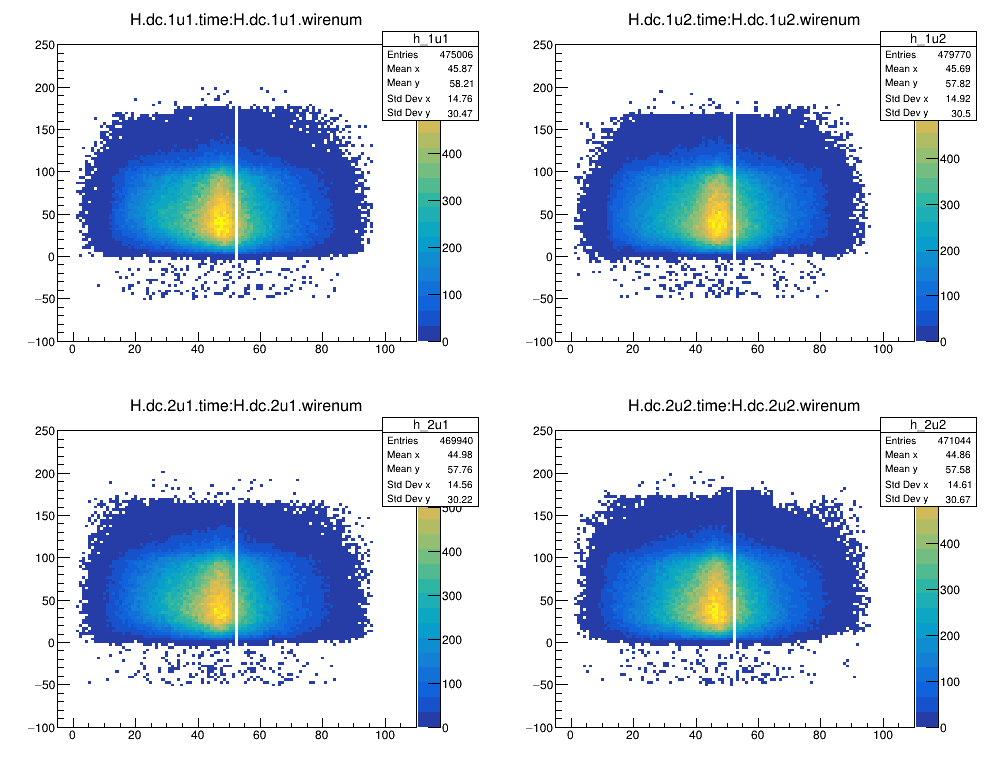 H.dc.1u1.time:H.dc.1u1.wirenum
h_1u1
Entries 475006
Mean x 45.87
Mean y 58.21
Std Dev x 14.76
Std Dev y 30.47
250
200
150
100
50
0
−50
−100
0 20 40 60 80 100
400
300
200
100
0
H.dc.1u2.time:H.dc.1u2.wirenum
h_1u2
Entries 479770
Mean x 45.69
Mean y 57.82
Std Dev x 14.92
Std Dev y 30.5
250
200
150
100
50
0
−50
−100
0 20 40 60 80 100
400
300
200
100
0
H.dc.2u1.time:H.dc.2u1.wirenum
h_2u1
Entries 469940
Mean x 44.98
Mean y 57.76
Std Dev x 14.56
Std Dev y 30.22
250
200
150
100
50
0
−50
−100
0 20 40 60 80 100
500
400
300
200
100
0
H.dc.2u2.time:H.dc.2u2.wirenum
h_2u2
Entries 471044
Mean x 44.86
Mean y 57.58
Std Dev x 14.61
Std Dev y 30.67
250
200
150
100
50
0
−50
−100
0 20 40 60 80 100
400
300
200
100
0